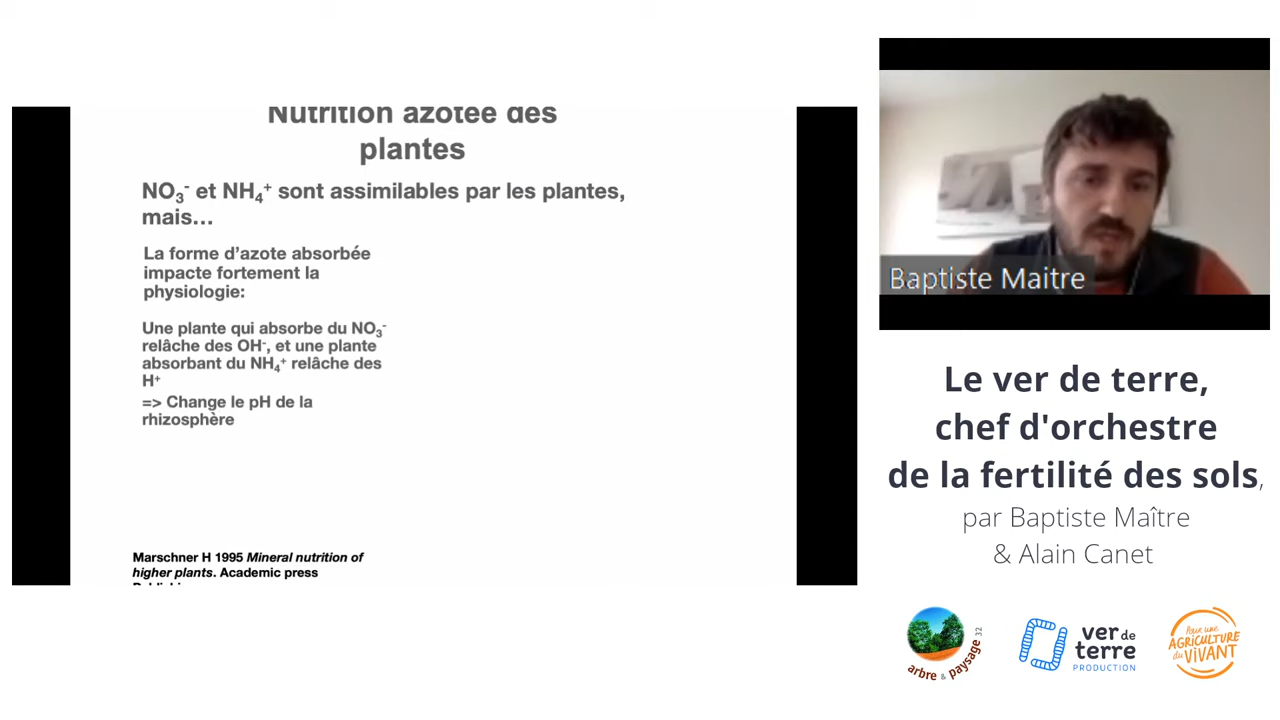 Nutrition azotée des
plantes
NO₃⁻ et NH₄⁺ sont assimilables par les plantes,
mais...
La forme d'azote absorbée
impacte fortement la
physiologie:
Une plante qui absorbe du NO₃⁻
relâche des OH⁻, et une plante
absorbant du NH₄⁺ relâche des
H⁺
=> Change le pH de la
rhizosphère
Marschner H 1995 Mineral nutrition of
higher plants. Academic press
Baptiste Maitre
Le ver de terre,
chef d'orchestre
de la fertilité des sols,
par Baptiste Maître
& Alain Canet
arbre & paysage 32
ver de
terre
PRODUCTION
Pour une
AGRICULTURE
du VIVANT